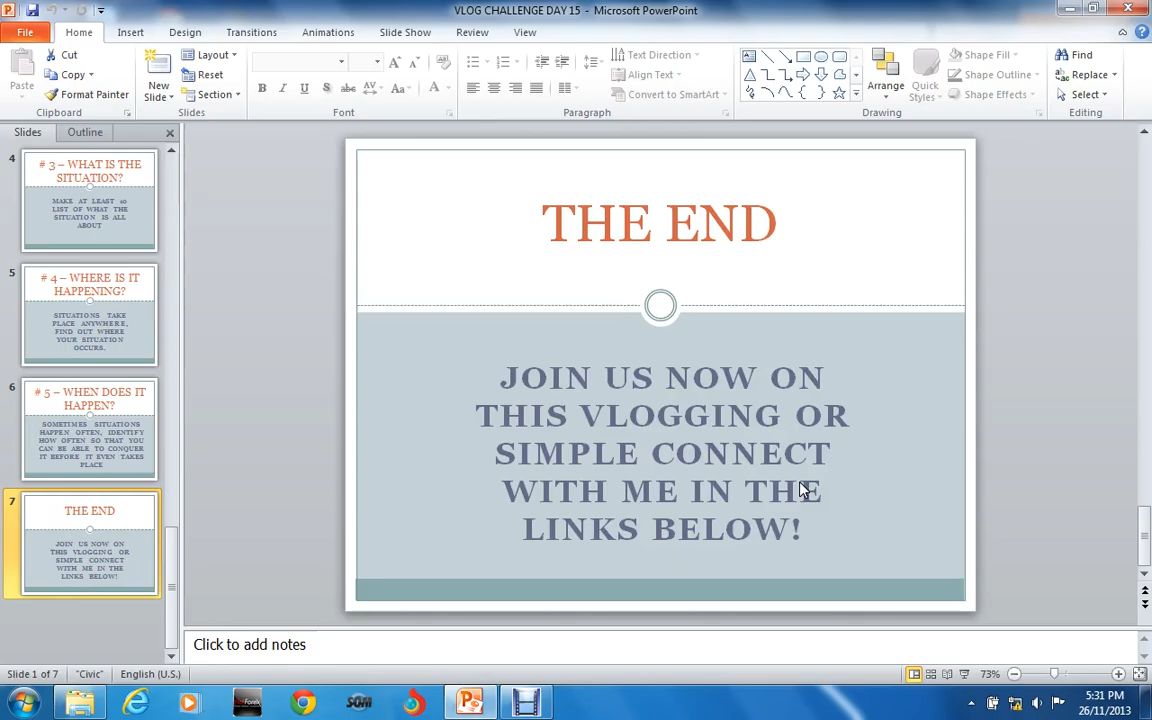 VLOG CHALLENGE DAY 15 - Microsoft PowerPoint
File Home Insert Design Transitions Animations Slide Show Review View
Paste
Cut
Copy
Format Painter
Clipboard
New Slide
Layout
Reset
Section
Slides
Font
Text Direction
Align Text
Convert to SmartArt
Paragraph
Arrange
Quick Styles
Shape Fill
Shape Outline
Shape Effects
Drawing
Find
Replace
Select
Editing
Slides Outline
4
# 3 – WHAT IS THE
SITUATION?
MAKE AT LEAST 10
LIST OF WHAT THE
SITUATION IS ALL
ABOUT
5
# 4 – WHERE IS IT
HAPPENING?
SITUATIONS TAKE
PLACE ANYWHERE,
FIND OUT WHERE
YOUR SITUATION
OCCURS.
6
# 5 – WHEN DOES IT
HAPPEN?
SOMETIMES SITUATIONS
HAPPEN OFTEN, IDENTIFY
HOW OFTEN SO THAT YOU
CAN BE ABLE TO CONQUER
IT BEFORE IT EVEN TAKES
PLACE
7
THE END
JOIN US NOW ON
THIS VLOGGING OR
SIMPLE CONNECT
WITH ME IN THE
LINKS BELOW!
THE END
JOIN US NOW ON
THIS VLOGGING OR
SIMPLE CONNECT
WITH ME IN THE
LINKS BELOW!
Click to add notes
Slide 1 of 7 "Civic" English (U.S.) 73%
SOM
5:31 PM
26/11/2013